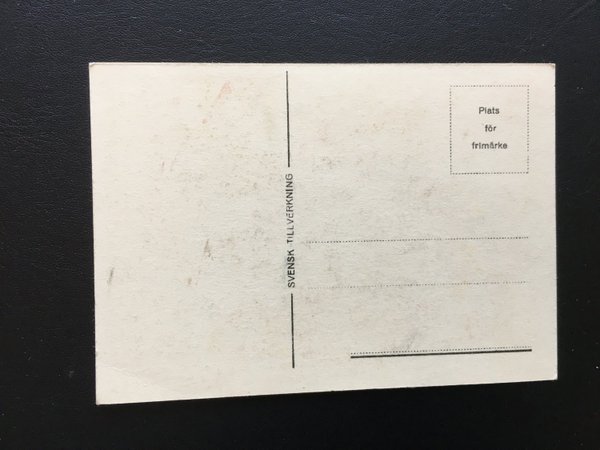 SVENSK TILLVERKNING
Plats
för
frimärke